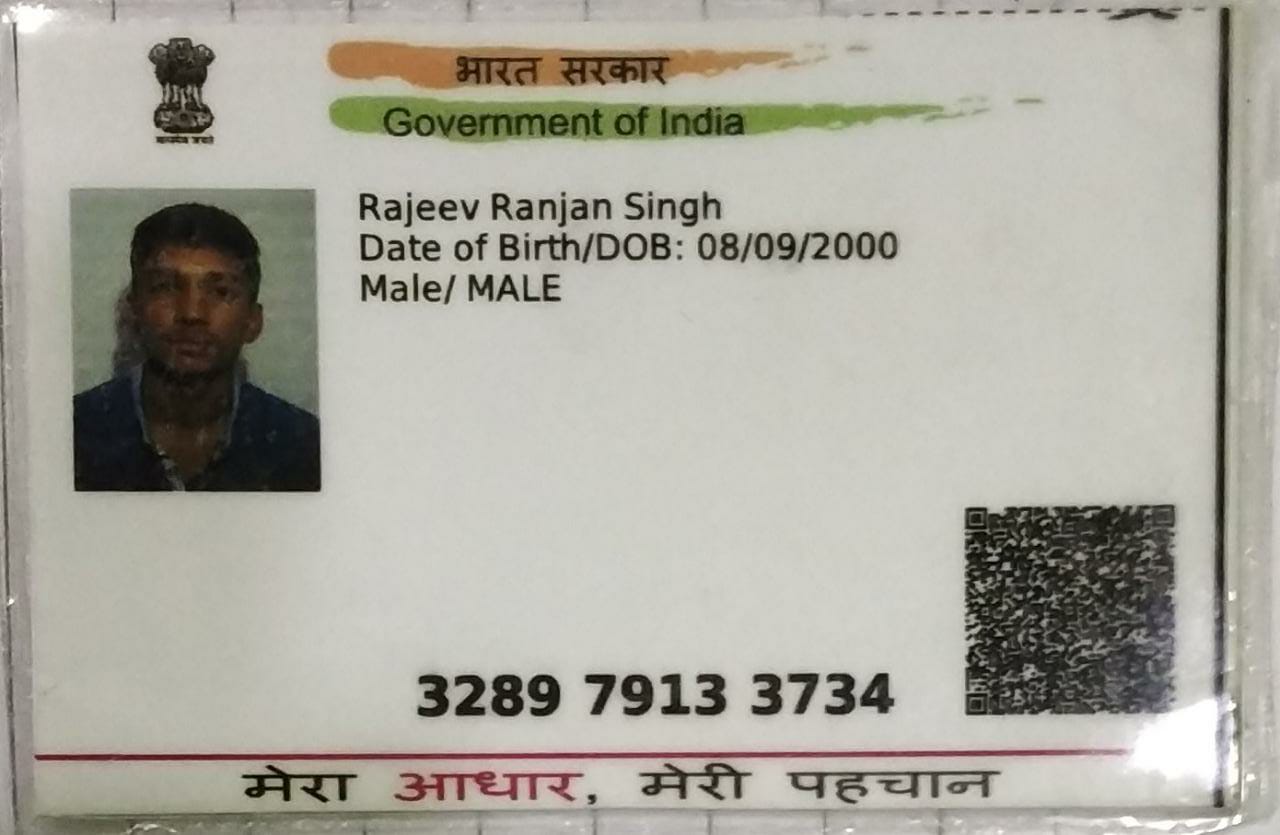 भारत सरकार
Government of India
Rajeev Ranjan Singh
Date of Birth/DOB: 08/09/2000
Male/ MALE
3289 7913 3734
मेरा आधार, मेरी पहचान